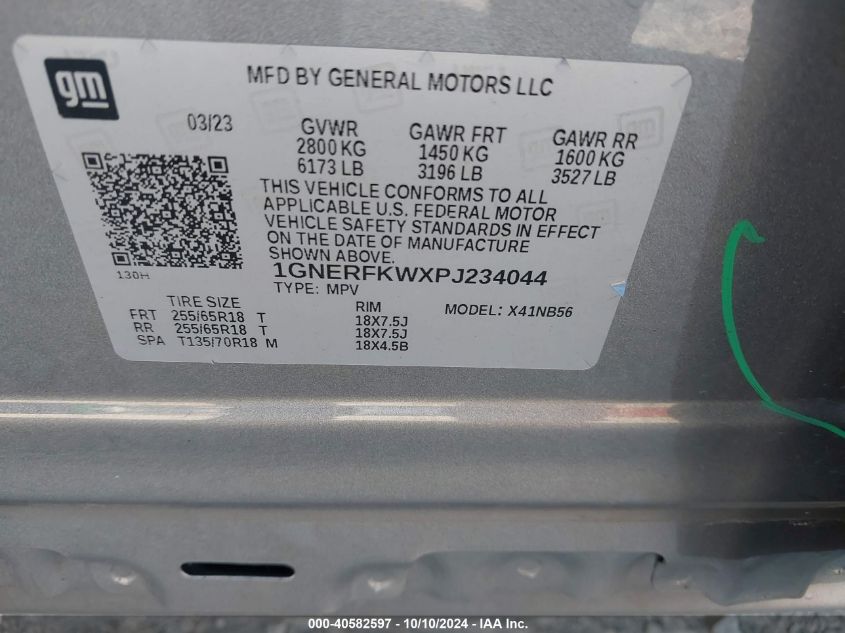 gm
MFD BY GENERAL MOTORS LLC
03/23
GVWR
2800 KG
6173 LB
GAWR FRT
1450 KG
3196 LB
GAWR RR
1600 KG
3527 LB
THIS VEHICLE CONFORMS TO ALL
APPLICABLE U.S. FEDERAL MOTOR
VEHICLE SAFETY STANDARDS IN EFFECT
ON THE DATE OF MANUFACTURE
SHOWN ABOVE.
130H
1GNERFKWXPJ234044
TYPE: MPV
MODEL: X41NB56
TIRE SIZE
RIM
FRT 255/65R18 T 18X7.5J
RR 255/65R18 T 18X7.5J
SPA T135/70R18 M 18X4.5B
000-40582597 - 10/10/2024 - IAA Inc.